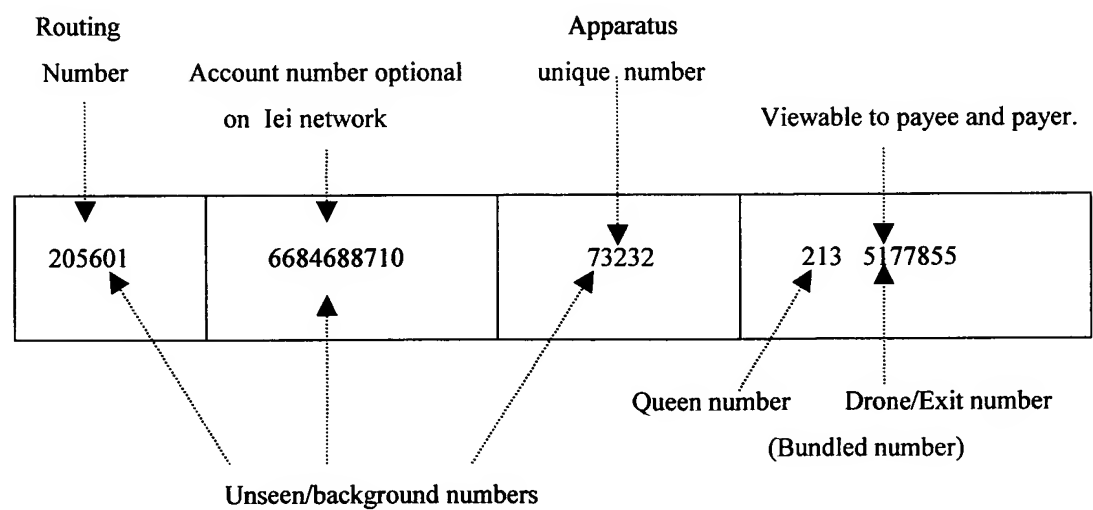 Routing
Number
Account number optional
on Iei network
Apparatus
unique number
Viewable to payee and payer.
205601
6684688710
73232
213 5177855
Queen number
Drone/Exit number
(Bundled number)
Unseen/background numbers